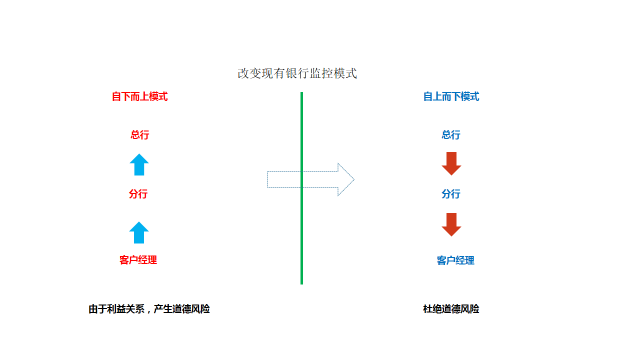 改变现有银行监控模式
自下而上模式
总行
分行
客户经理
由于利益关系，产生道德风险
自上而下模式
总行
分行
客户经理
杜绝道德风险